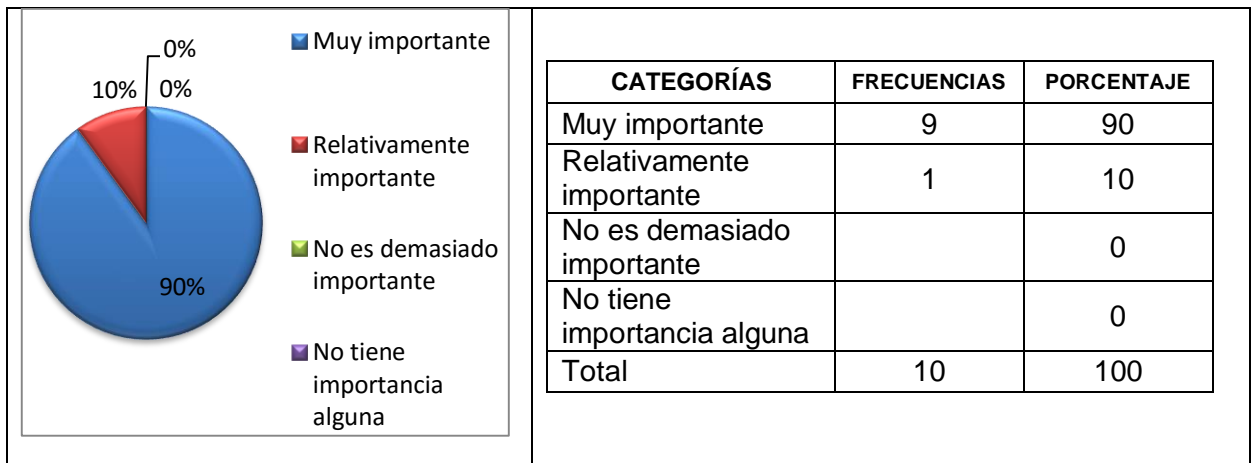 0%
10%
0%
90%
Muy importante
Relativamente
importante
No es demasiado
importante
No tiene
importancia
alguna
CATEGORÍAS FRECUENCIAS PORCENTAJE
Muy importante 9 90
Relativamente
importante 1 10
No es demasiado
importante 0
No tiene
importancia alguna 0
Total 10 100